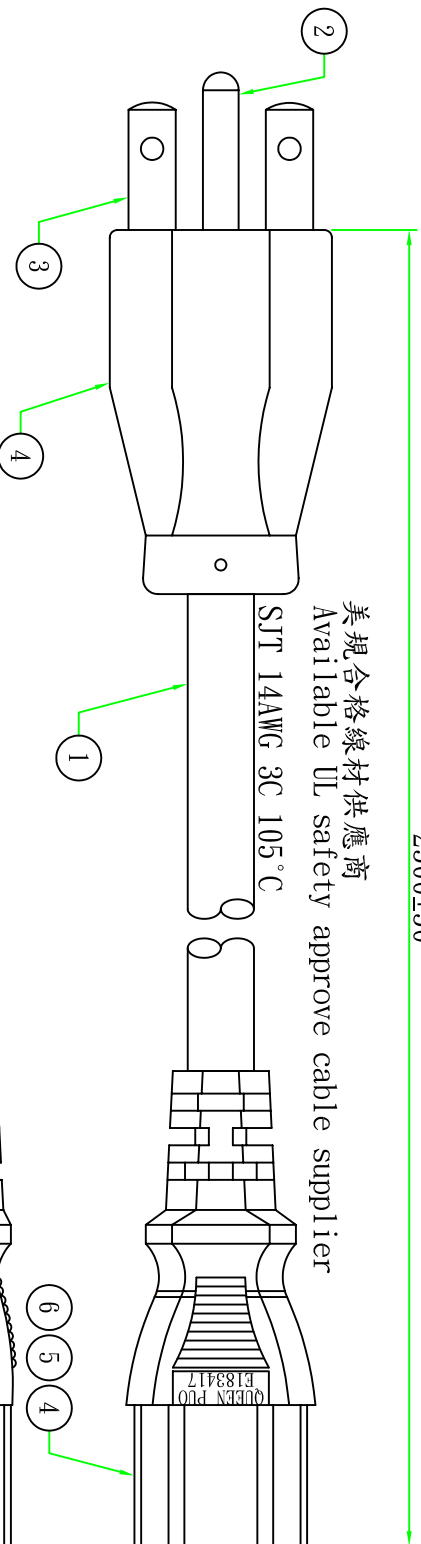 2
3
4
1
美規合格線材供應商
Available UL safety approve cable supplier
SJT 14AWG 3C 105°C
QUEEN PUO
E183417
6
5
4